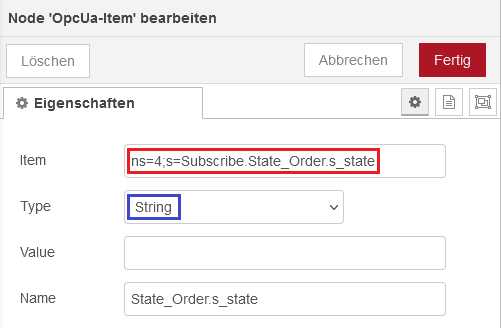 Node 'OpcUa-Item' bearbeiten
Löschen
Abbrechen
Fertig
Eigenschaften
Item
ns=4;s=Subscribe.State_Order.s_state
Type
String
Value
Name
State_Order.s_state